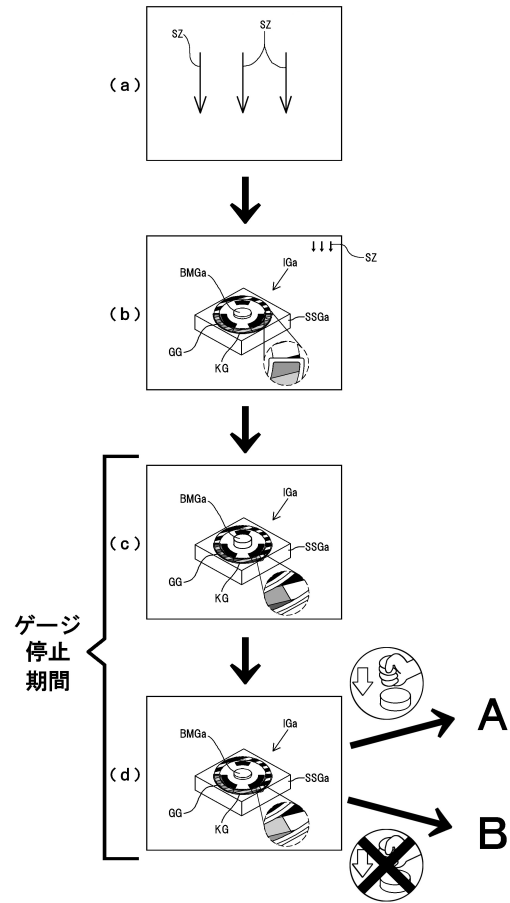 SZ
SZ
(a)
SZ
IGa
BMGa
(b)
SSGa
GG
KG
IGa
BMGa
(c)
SSGa
GG
KG
ゲージ
停止
期間
IGa
BMGa
(d)
SSGa
GG
KG
A
B